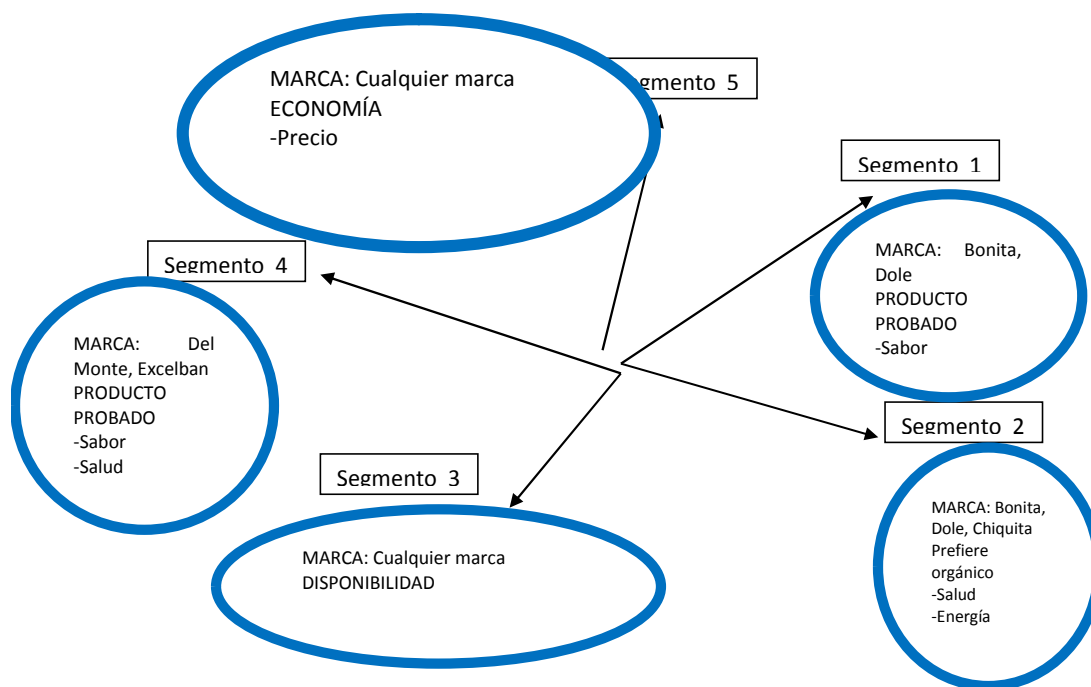 MARCA: Cualquier marca
ECONOMÍA
-Precio
egmento 5
Segmento 1
MARCA: Bonita,
Dole
PRODUCTO
PROBADO
-Sabor
Segmento 4
MARCA: Del
Monte, Excelban
PRODUCTO
PROBADO
-Sabor
-Salud
Segmento 2
MARCA: Bonita,
Dole, Chiquita
Prefiere
orgánico
-Salud
-Energía
Segmento 3
MARCA: Cualquier marca
DISPONIBILIDAD